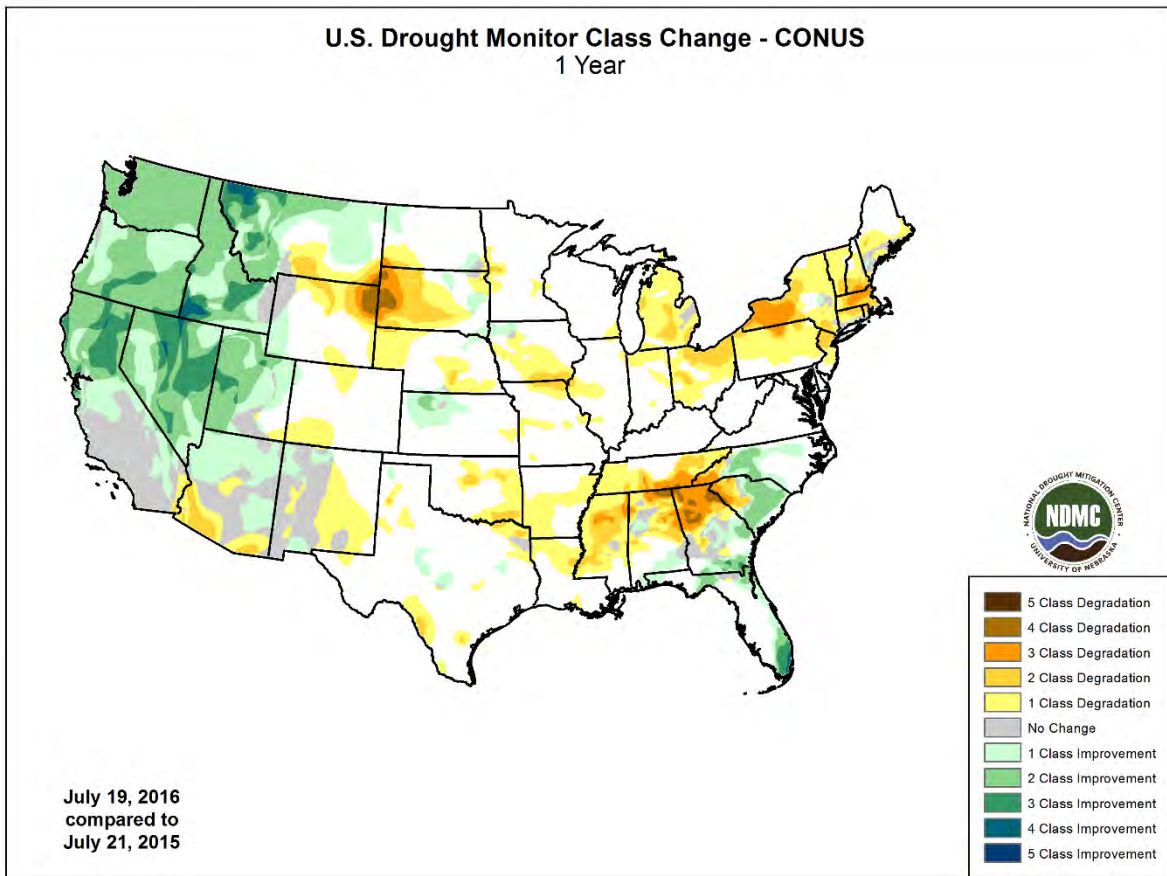 U.S. Drought Monitor Class Change - CONUS
1 Year
NATIONAL DROUGHT MITIGATION CENTER
NDMC
UNIVERSITY OF NEBRASKA
5 Class Degradation
4 Class Degradation
3 Class Degradation
2 Class Degradation
1 Class Degradation
No Change
1 Class Improvement
2 Class Improvement
3 Class Improvement
4 Class Improvement
5 Class Improvement
July 19, 2016
compared to
July 21, 2015